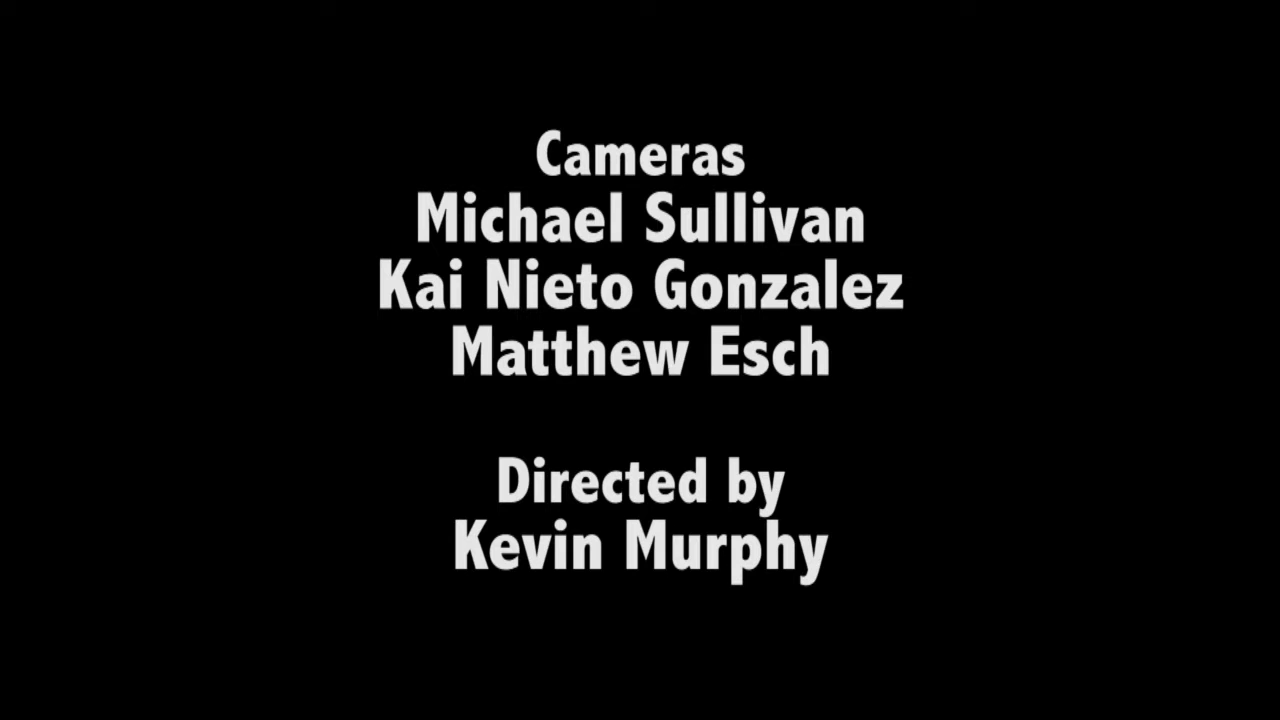 Cameras
Michael Sullivan
Kai Nieto Gonzalez
Matthew Esch
Directed by
Kevin Murphy